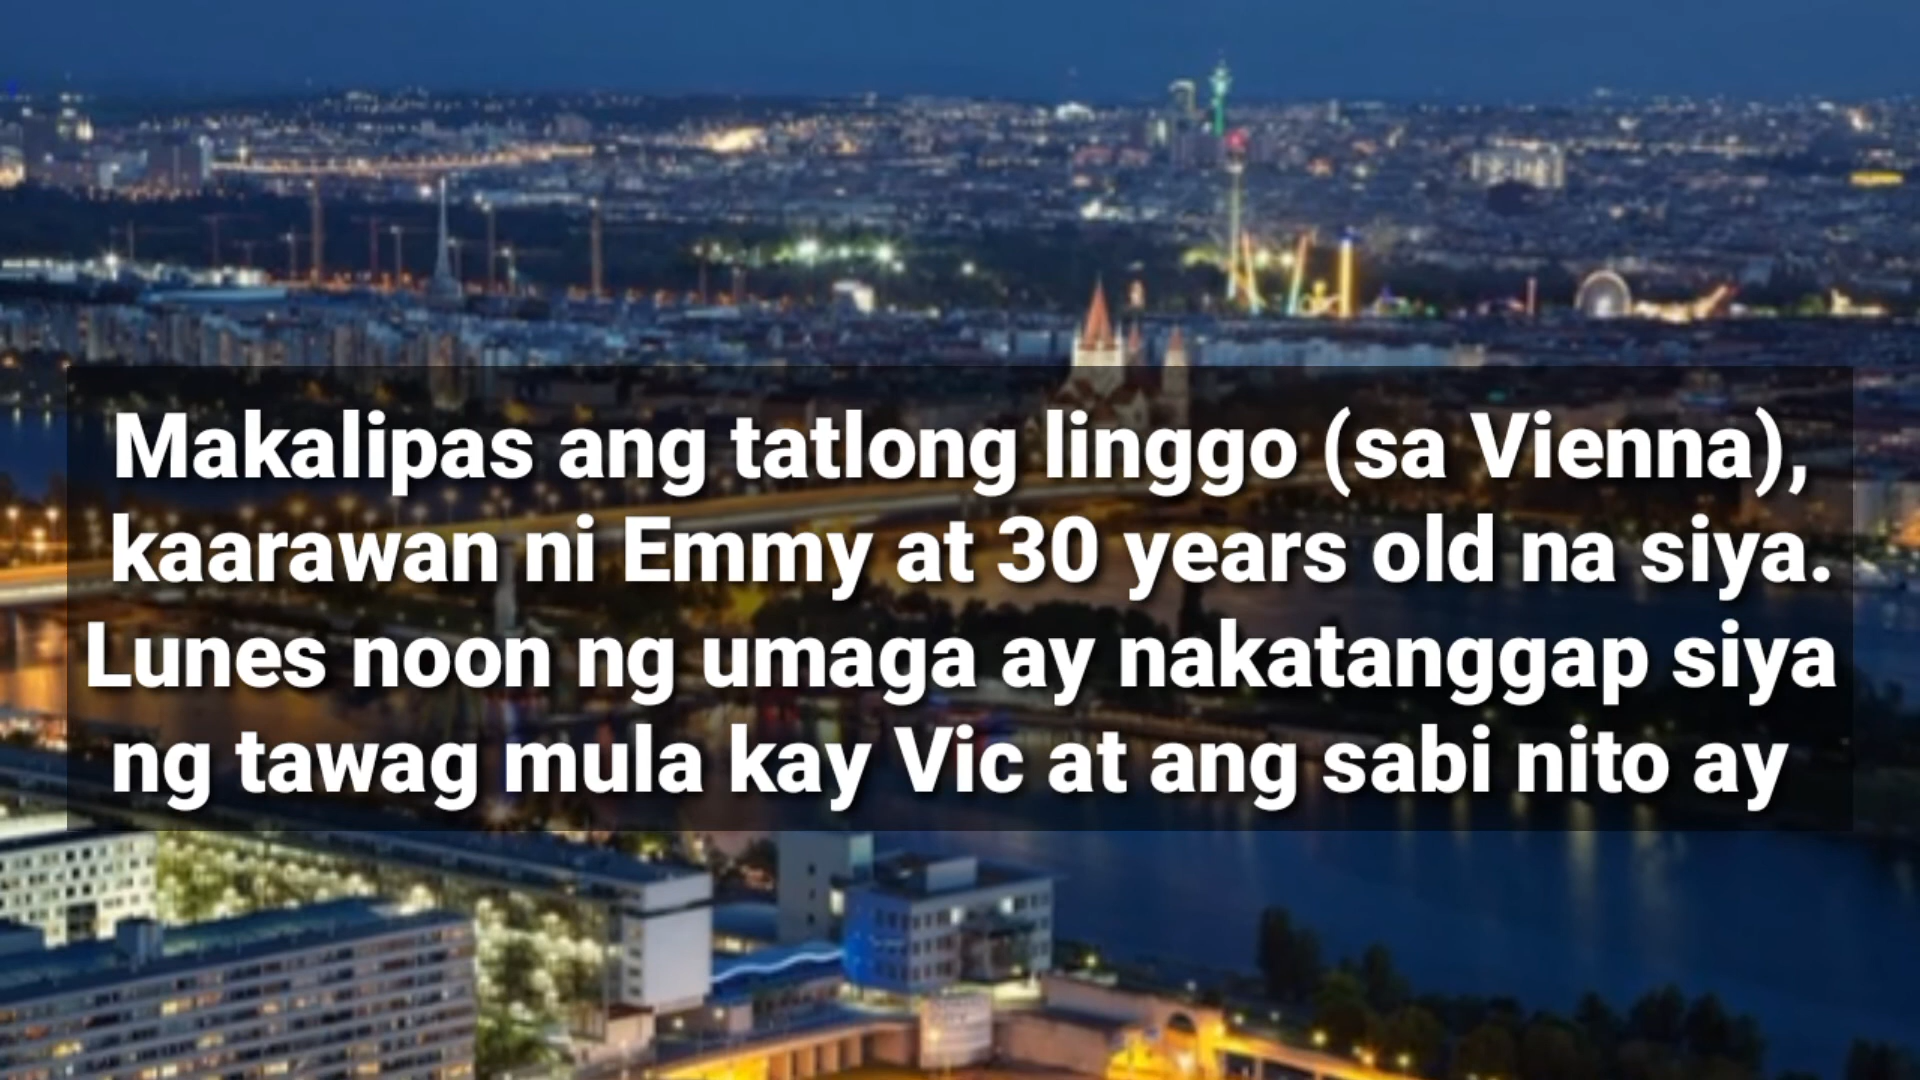 Makalipas ang tatlong linggo (sa Vienna),
kaarawan ni Emmy at 30 years old na siya.
Lunes noon ng umaga ay nakatanggap siya
ng tawag mula kay Vic at ang sabi nito ay